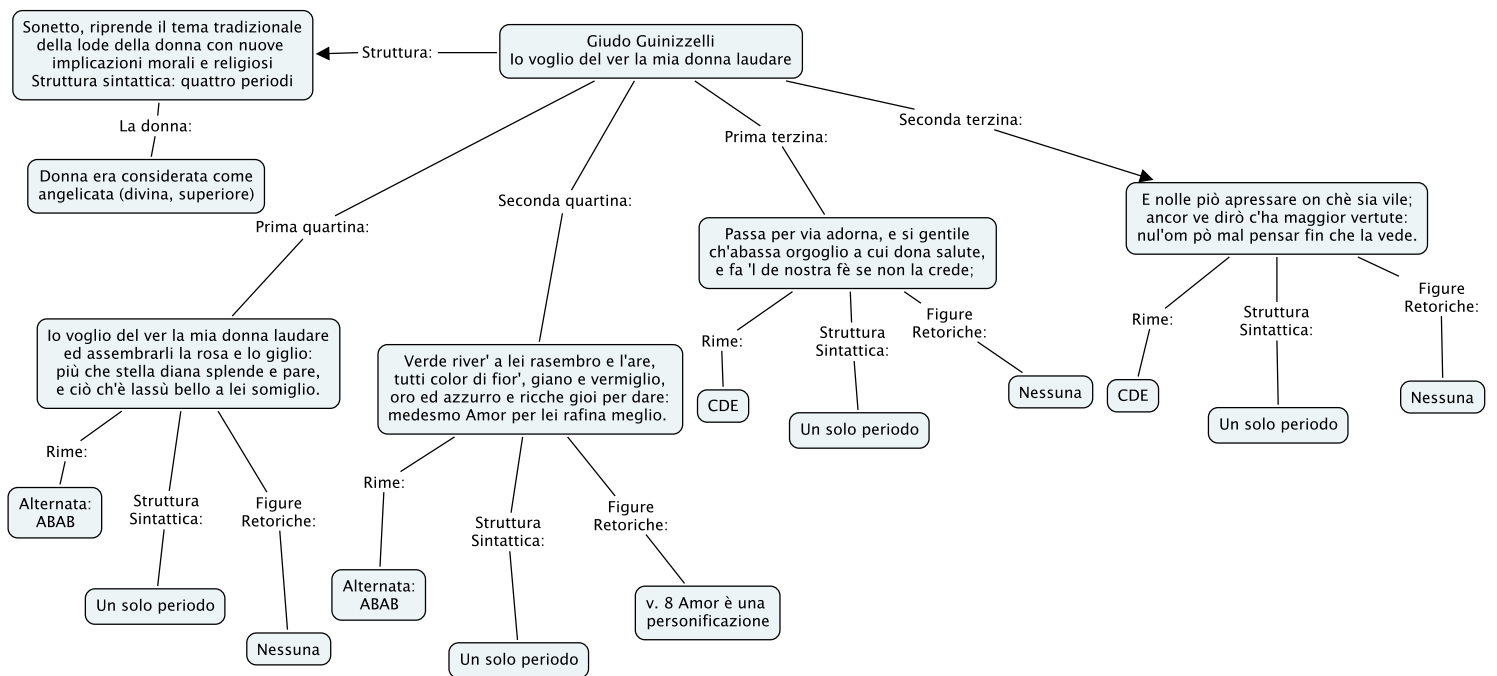 Sonetto, riprende il tema tradizionale
della lode della donna con nuove
implicazioni morali e religiosi
Struttura sintattica: quattro periodi
Struttura:
Giudo Guinizzelli
Io voglio del ver la mia donna laudare
La donna:
Donna era considerata come
angelicata (divina, superiore)
Prima quartina:
Io voglio del ver la mia donna laudare
ed assembrarli la rosa e lo giglio:
più che stella diana splende e pare,
e ciò ch'è lassù bello a lei somiglio.
Rime:
Alternata:
ABAB
Struttura
Sintattica:
Un solo periodo
Figure
Retoriche:
Nessuna
Seconda quartina:
Verde river' a lei rasembro e l'are,
tutti color di fior', giano e vermiglio,
oro ed azzurro e ricche gioi per dare:
medesmo Amor per lei rafina meglio.
Rime:
Alternata:
ABAB
Struttura
Sintattica:
Un solo periodo
Figure
Retoriche:
v. 8 Amor è una
personificazione
Prima terzina:
Passa per via adorna, e si gentile
ch'abassa orgoglio a cui dona salute,
e fa 'l de nostra fè se non la crede;
Rime:
CDE
Struttura
Sintattica:
Un solo periodo
Figure
Retoriche:
Nessuna
Seconda terzina:
E nolle piò apressare on chè sia vile;
ancor ve dirò c'ha maggior vertute:
nul'om pò mal pensar fin che la vede.
Rime:
CDE
Struttura
Sintattica:
Un solo periodo
Figure
Retoriche:
Nessuna